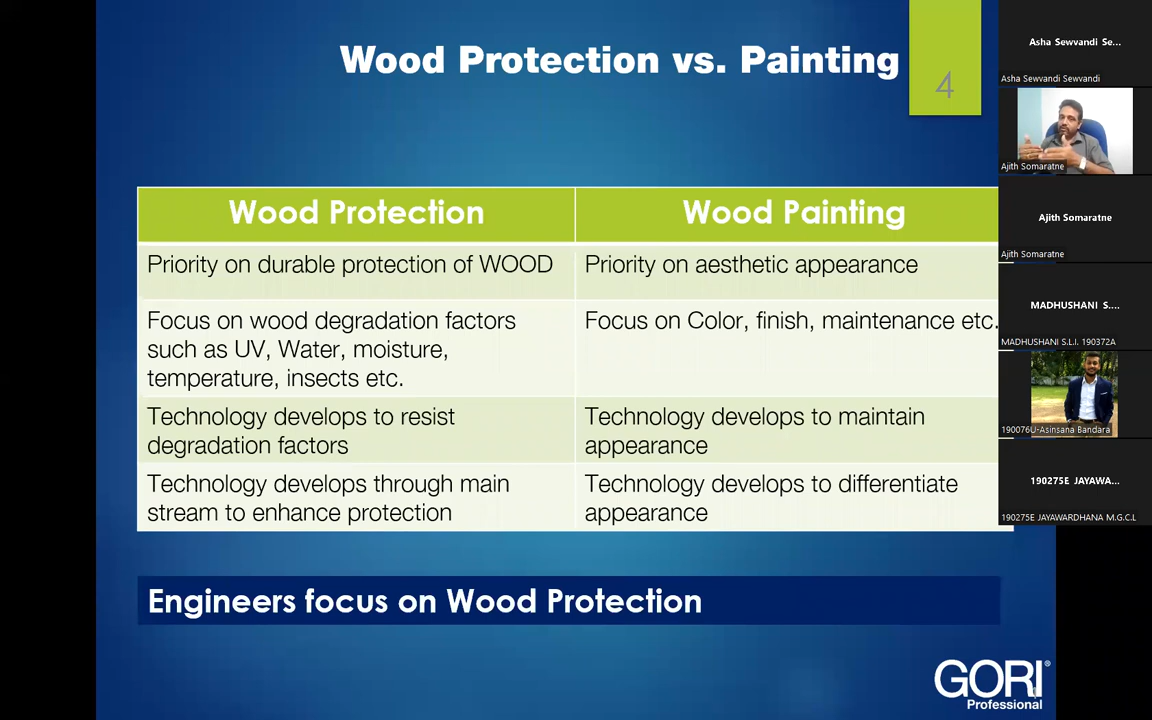 Wood Protection vs. Painting
4
Wood Protection
Wood Painting
Priority on durable protection of WOOD
Priority on aesthetic appearance
Focus on wood degradation factors
such as UV, Water, moisture,
temperature, insects etc.
Focus on Color, finish, maintenance etc.
Technology develops to resist
degradation factors
Technology develops to maintain
appearance
Technology develops through main
stream to enhance protection
Technology develops to differentiate
appearance
Engineers focus on Wood Protection
GORI®
Professional
Asha Sewvandi Se...
Asha Sewvandi Sewvandi
Ajith Somaratne
Ajith Somaratne
Ajith Somaratne
MADHUSHANI S....
MADHUSHANI S.L.I. 190372A
190076U-Asinsana Bandara
190275E JAYAWA...
190275E JAYAWARDHANA M.G.C.L